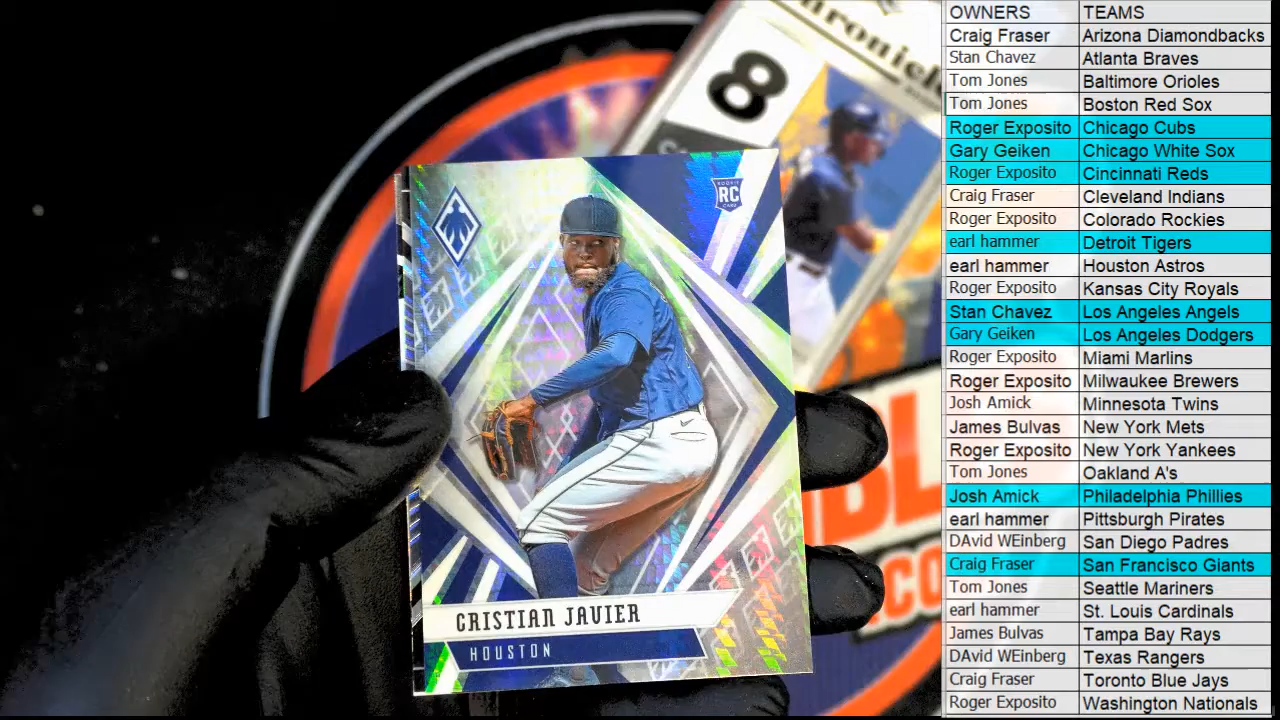 8
ROOKIE
RC
CARD
CRISTIAN JAVIER
HOUSTON
OWNERS TEAMS
Craig Fraser Arizona Diamondbacks
Stan Chavez Atlanta Braves
Tom Jones Baltimore Orioles
Tom Jones Boston Red Sox
Roger Exposito Chicago Cubs
Gary Geiken Chicago White Sox
Roger Exposito Cincinnati Reds
Craig Fraser Cleveland Indians
Roger Exposito Colorado Rockies
earl hammer Detroit Tigers
earl hammer Houston Astros
Roger Exposito Kansas City Royals
Stan Chavez Los Angeles Angels
Gary Geiken Los Angeles Dodgers
Roger Exposito Miami Marlins
Roger Exposito Milwaukee Brewers
Josh Amick Minnesota Twins
James Bulvas New York Mets
Roger Exposito New York Yankees
Tom Jones Oakland A's
Josh Amick Philadelphia Phillies
earl hammer Pittsburgh Pirates
DAvid WEinberg San Diego Padres
Craig Fraser San Francisco Giants
Tom Jones Seattle Mariners
earl hammer St. Louis Cardinals
James Bulvas Tampa Bay Rays
DAvid WEinberg Texas Rangers
Craig Fraser Toronto Blue Jays
Roger Exposito Washington Nationals